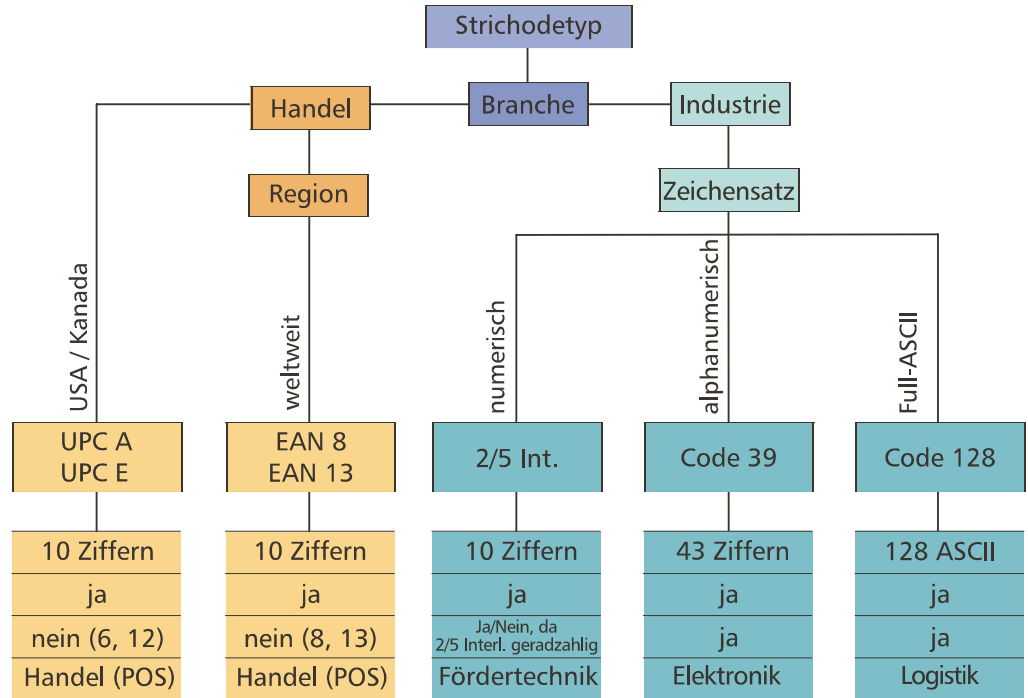 Strichodetyp
Handel
Branche
Industrie
Region
Zeichensatz
USA / Kanada
weltweit
numerisch
alphanumerisch
Full-ASCII
UPC A
UPC E
EAN 8
EAN 13
2/5 Int.
Code 39
Code 128
10 Ziffern
10 Ziffern
10 Ziffern
43 Ziffern
128 ASCII
ja
ja
ja
ja
ja
nein (6, 12)
nein (8, 13)
Ja/Nein, da
2/5 Interl. geradzahlig
ja
ja
Handel (POS)
Handel (POS)
Fördertechnik
Elektronik
Logistik